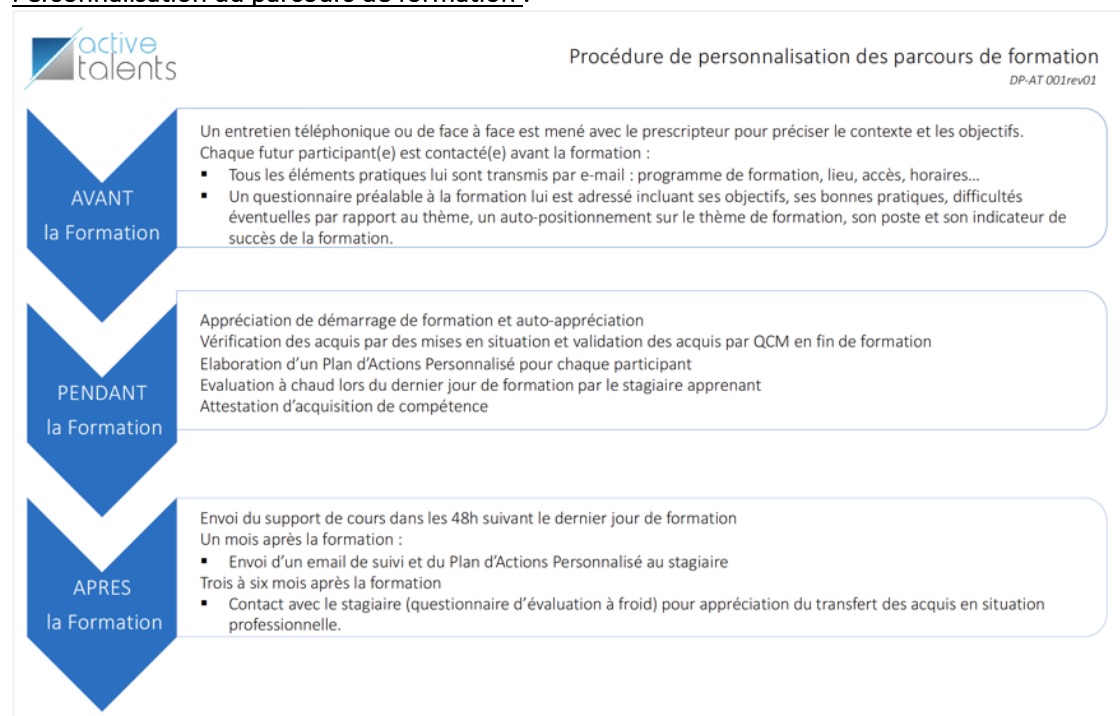 Personnalisation du parcours de formation :
active
talents
Procédure de personnalisation des parcours de formation
DP-AT 001rev01
AVANT
la Formation
Un entretien téléphonique ou de face à face est mené avec le prescripteur pour préciser le contexte et les objectifs.
Chaque futur participant(e) est contacté(e) avant la formation :
▪ Tous les éléments pratiques lui sont transmis par e-mail : programme de formation, lieu, accès, horaires...
▪ Un questionnaire préalable à la formation lui est adressé incluant ses objectifs, ses bonnes pratiques, difficultés
éventuelles par rapport au thème, un auto-positionnement sur le thème de formation, son poste et son indicateur de
succès de la formation.
PENDANT
la Formation
Appréciation de démarrage de formation et auto-appréciation
Vérification des acquis par des mises en situation et validation des acquis par QCM en fin de formation
Elaboration d'un Plan d'Actions Personnalisé pour chaque participant
Evaluation à chaud lors du dernier jour de formation par le stagiaire apprenant
Attestation d'acquisition de compétence
APRES
la Formation
Envoi du support de cours dans les 48h suivant le dernier jour de formation
Un mois après la formation :
▪ Envoi d'un email de suivi et du Plan d'Actions Personnalisé au stagiaire
Trois à six mois après la formation
▪ Contact avec le stagiaire (questionnaire d'évaluation à froid) pour appréciation du transfert des acquis en situation
professionnelle.